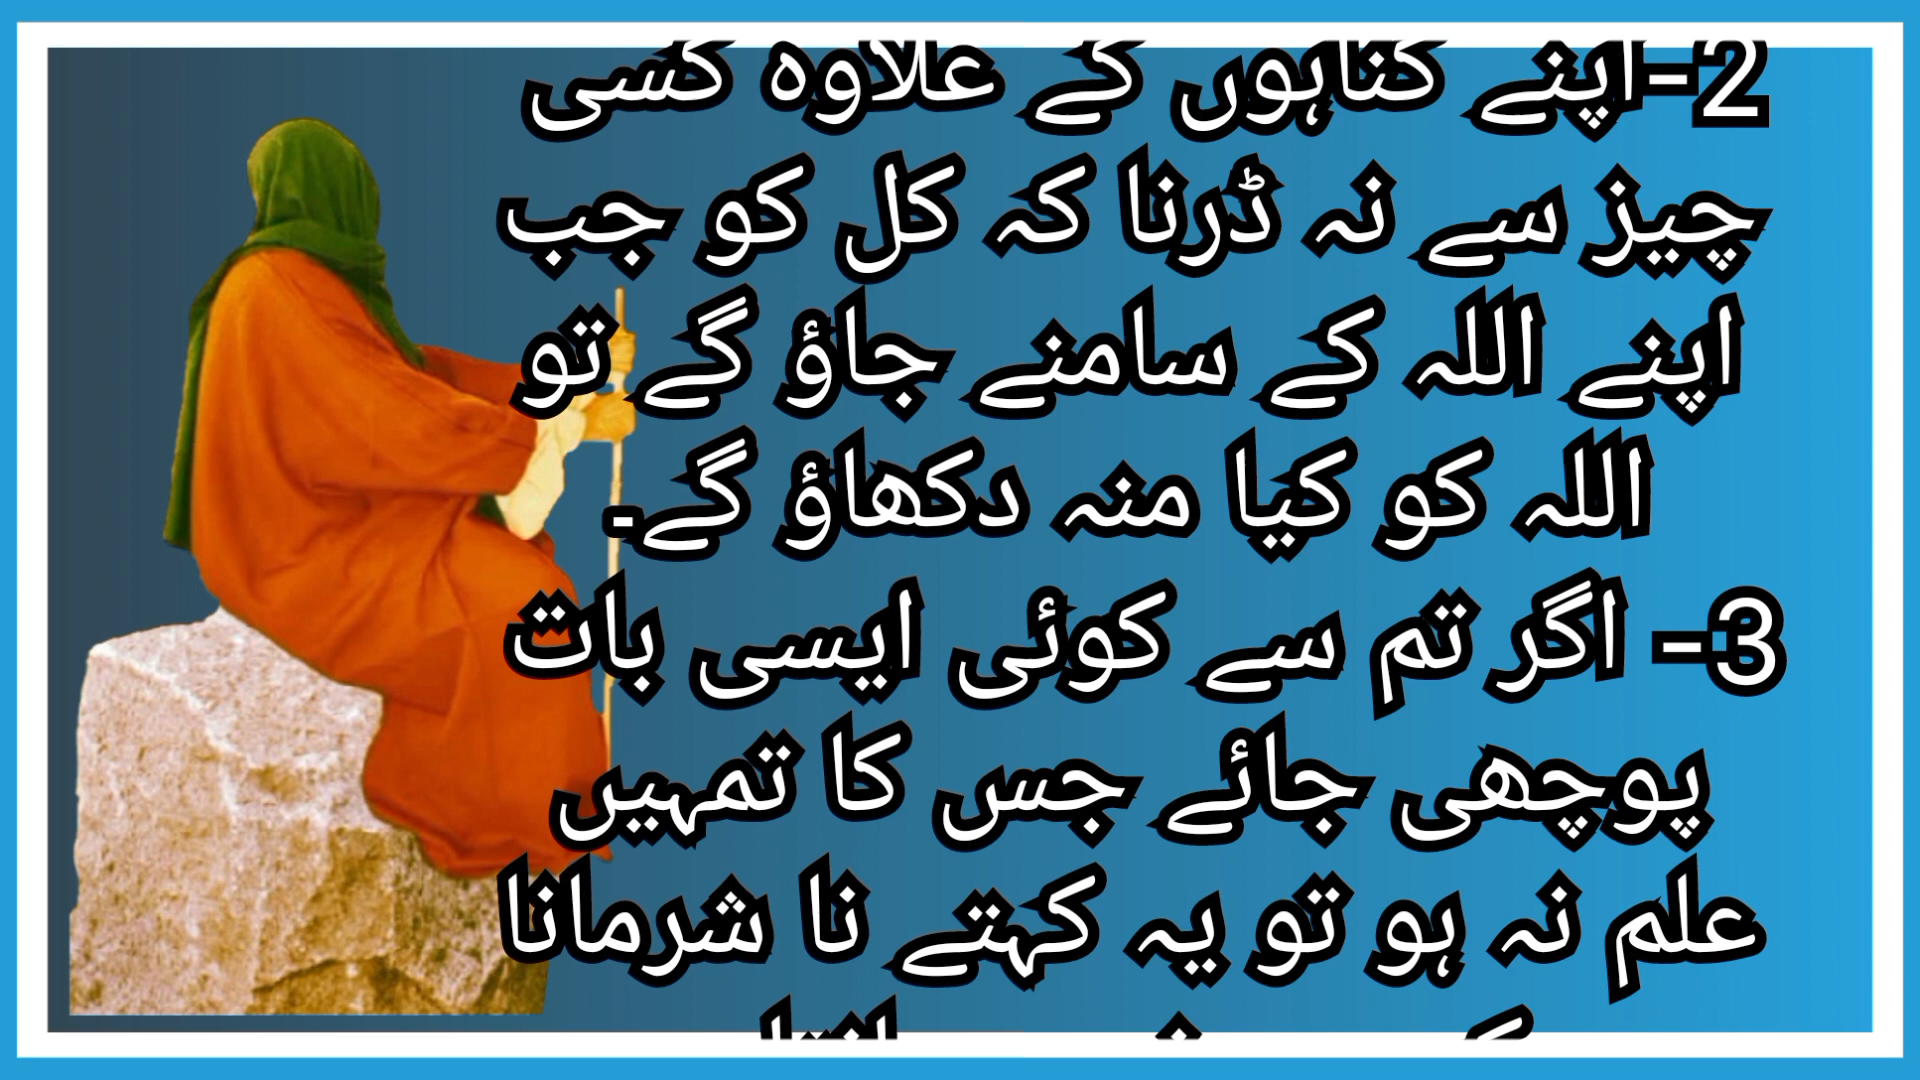 2-اپنے گناہوں کے علاوہ کسی
چیز سے نہ ڈرنا کہ کل کو جب
اپنے اللہ کے سامنے جاؤ گے تو
اللہ کو کیا منہ دکھاؤ گے۔
3- اگر تم سے کوئی ایسی بات
پوچھی جائے جس کا تمہیں
علم نہ ہو تو یہ کہتے نا شرمانا